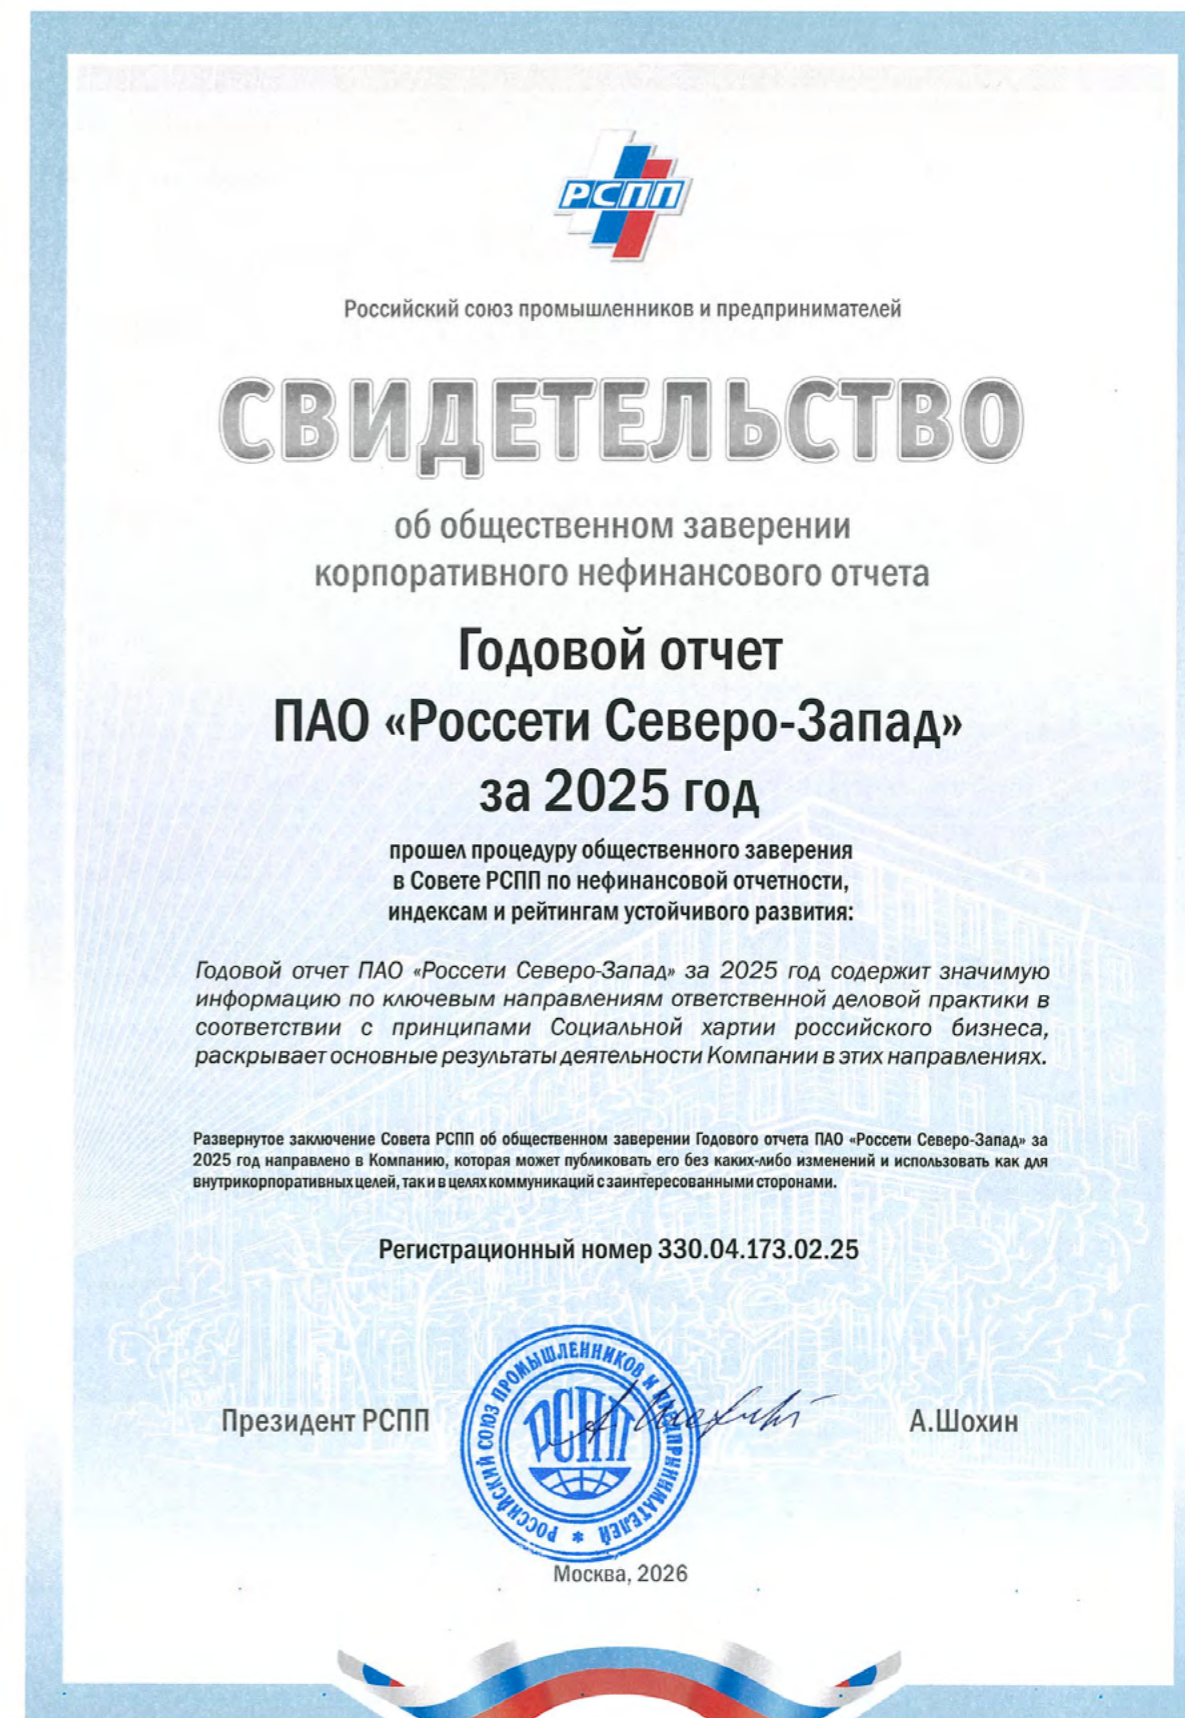 РСПП
Российский союз промышленников и предпринимателей
СВИДЕТЕЛЬСТВО
об общественном заверении
корпоративного нефинансового отчета
Годовой отчет
ПАО «Россети Северо-Запад»
за 2025 год
прошел процедуру общественного заверения
в Совете РСПП по нефинансовой отчетности,
индексам и рейтингам устойчивого развития:
Годовой отчет ПАО «Россети Северо-Запад» за 2025 год содержит значимую
информацию по ключевым направлениям ответственной деловой практики в
соответствии с принципами Социальной хартии российского бизнеса,
раскрывает основные результаты деятельности Компании в этих направлениях.
Развернутое заключение Совета РСПП об общественном заверении Годового отчета ПАО «Россети Северо-Запад» за
2025 год направлено в Компанию, которая может публиковать его без каких-либо изменений и использовать как для
внутрикорпоративных целей, так и в целях коммуникаций с заинтересованными сторонами.
Регистрационный номер 330.04.173.02.25
Президент РСПП
РОССИЙСКИЙ СОЮЗ ПРОМЫШЛЕННИКОВ И ПРЕДПРИНИМАТЕЛЕЙ *
РСПП
А.Шохин
Москва, 2026